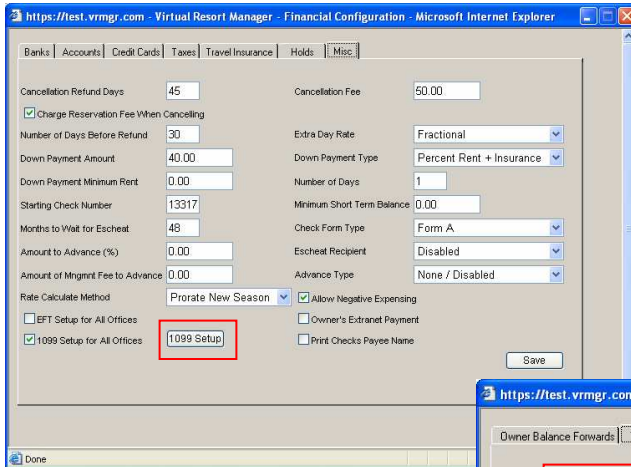 https://test.vrmgr.com - Virtual Resort Manager - Financial Configuration - Microsoft Internet Explorer
Banks Accounts Credit Cards Taxes Travel Insurance Holds Misc
Cancellation Refund Days 45 Cancellation Fee 50.00
Charge Reservation Fee When Cancelling
Number of Days Before Refund 30 Extra Day Rate Fractional
Down Payment Amount 40.00 Down Payment Type Percent Rent + Insurance
Down Payment Minimum Rent 0.00 Number of Days 1
Starting Check Number 13317 Minimum Short Term Balance 0.00
Months to Wait for Escheat 48 Check Form Type Form A
Amount to Advance (%) 0.00 Escheat Recipient Disabled
Amount of Mngmnt Fee to Advance 0.00 Advance Type None / Disabled
Rate Calculate Method Prorate New Season Allow Negative Expensing
EFT Setup for All Offices Owner's Extranet Payment
1099 Setup for All Offices 1099 Setup Print Checks Payee Name
Save
https://test.vrmgr.com
Owner Balance Forwards
Done